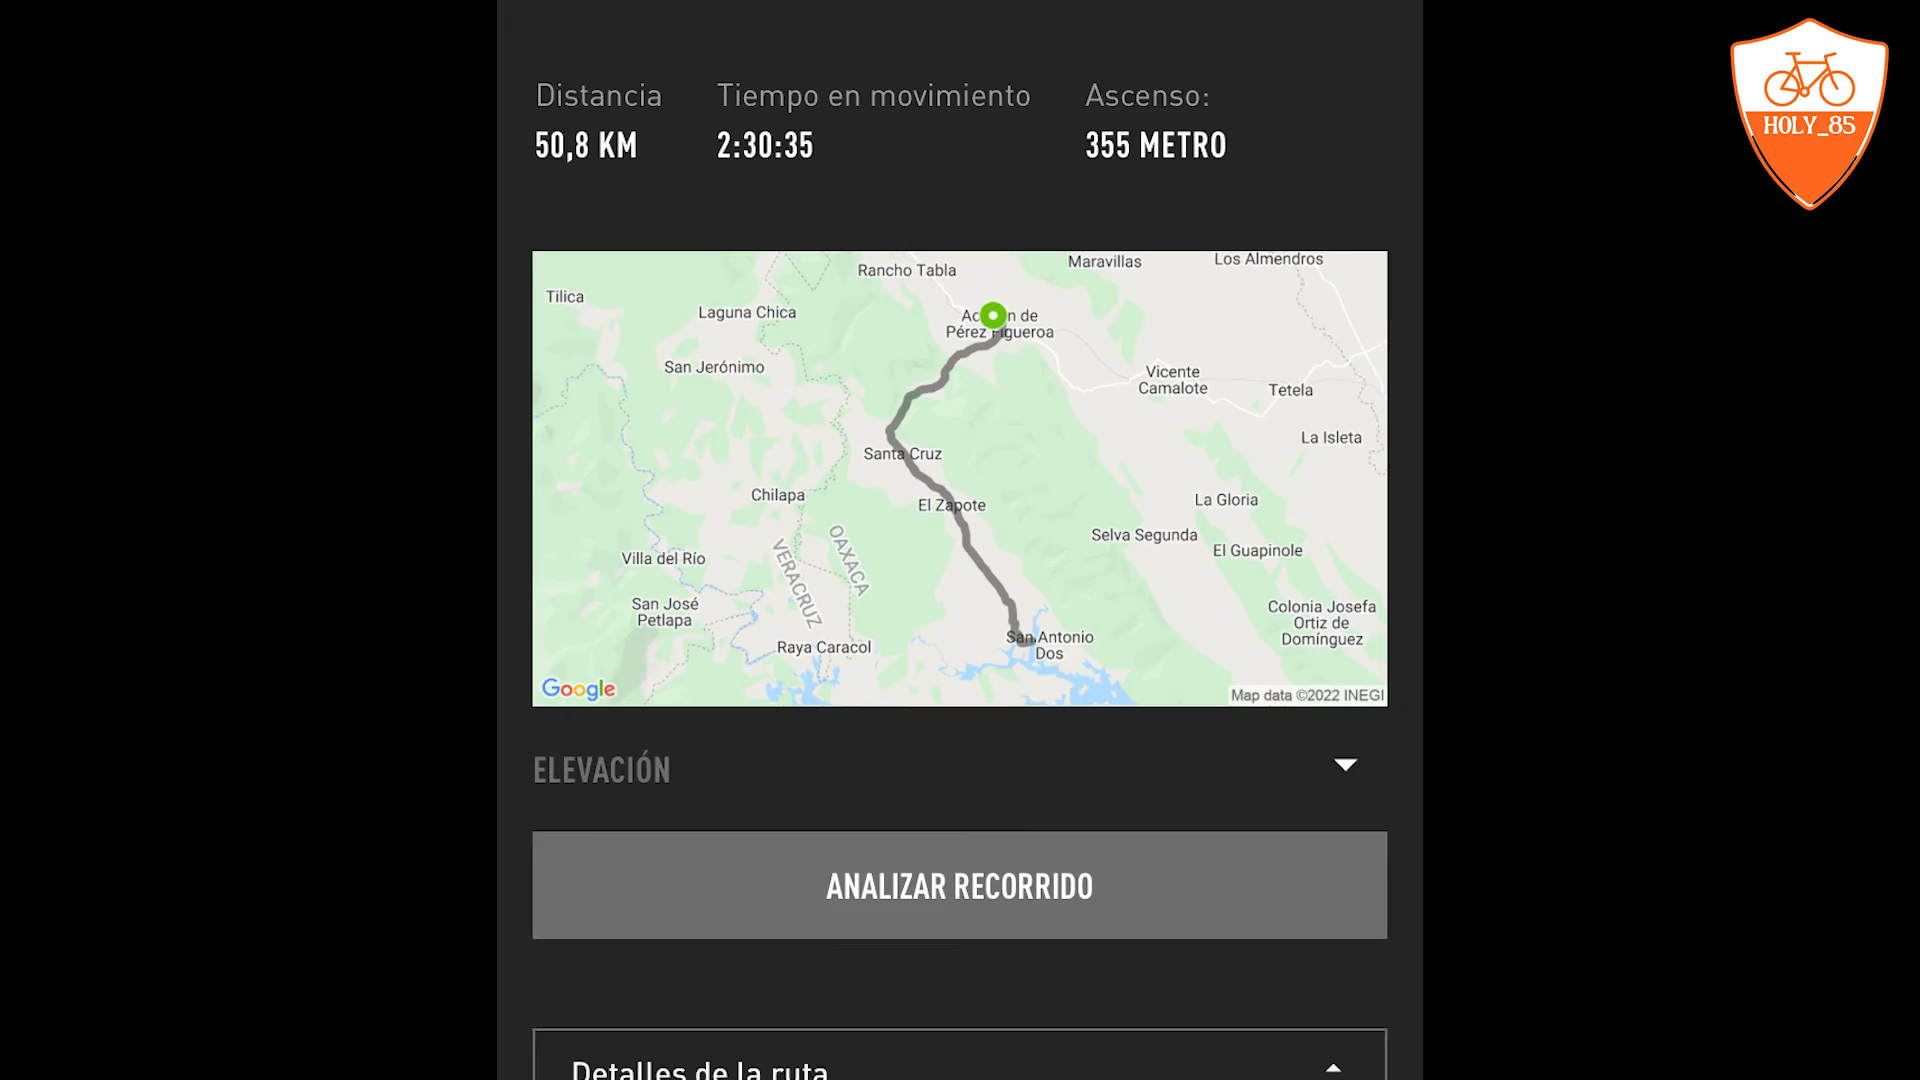 HOLY_85
Distancia
Tiempo en movimiento
Ascenso:
50,8 KM
2:30:35
355 METRO
Maravillas
Los Almendros
Rancho Tabla
Tilica
Laguna Chica
Pérez Figueroa
San Jerónimo
Vicente
Camalote
Tetela
La Isleta
Santa Cruz
Chilapa
El Zapote
La Gloria
Selva Segunda
El Guapinole
OAXACA
VERACRUZ
Villa del Río
San José
Petlapa
Colonia Josefa
Ortiz de
Domínguez
San Antonio
Dos
Raya Caracol
Google
Map data ©2022 INEGI
ELEVACIÓN
ANALIZAR RECORRIDO
Detalles de la ruta